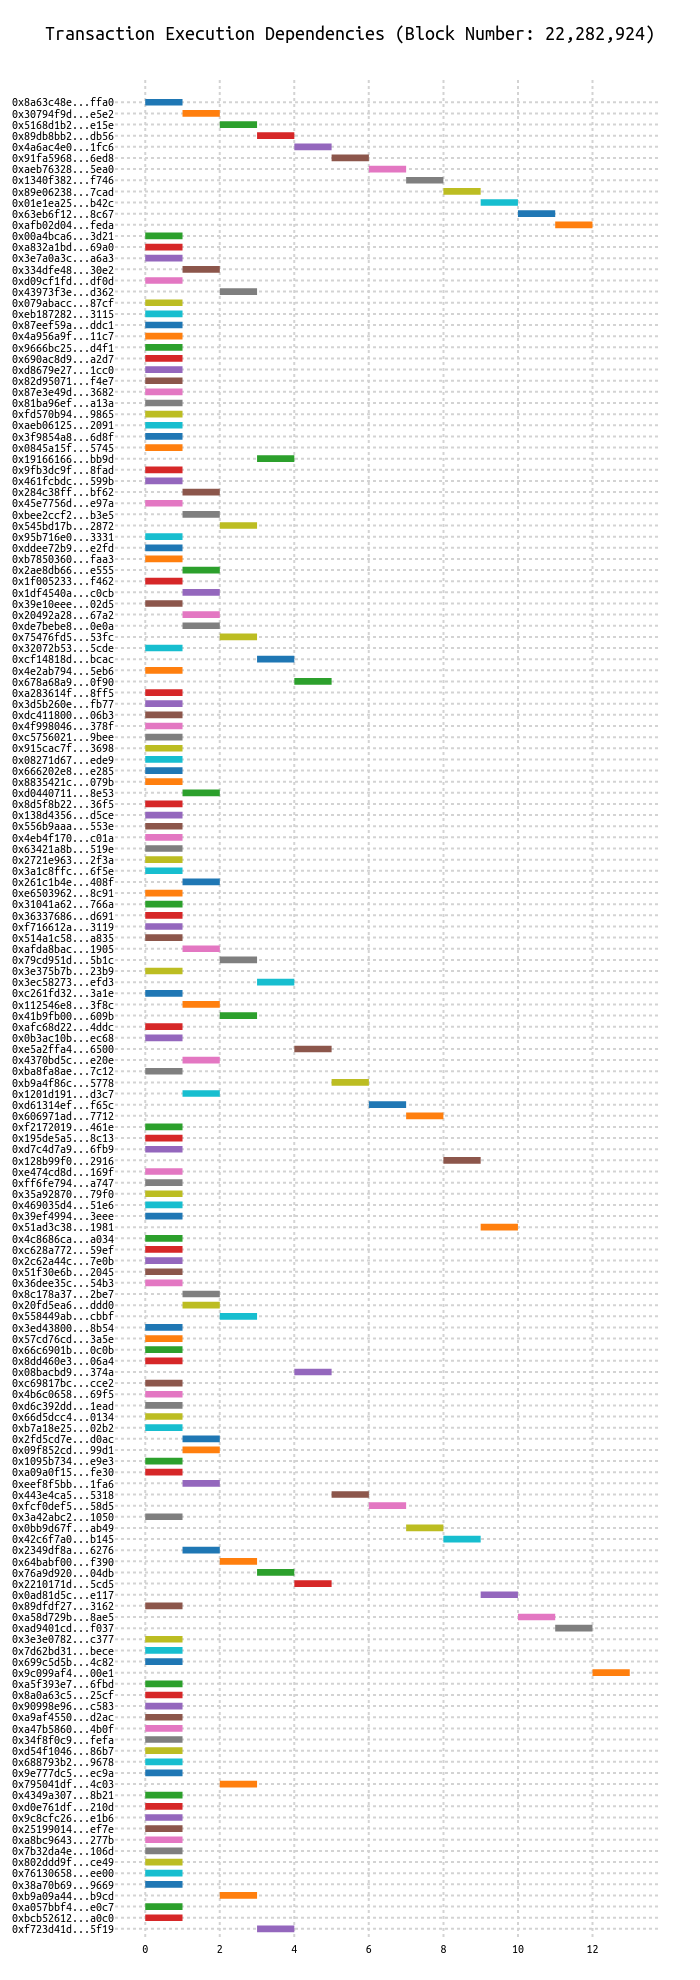 Transaction Execution Dependencies (Block Number: 22,282,924)
0x8a63c48e...ffa0
0x30794f9d...e5e2
0x5168d1b2...e15e
0x89db8bb2...db56
0x4a6ac4e0...1fc6
0x91fa5968...6ed8
0xaeb76328...5ea0
0x1340f382...f746
0x89e06238...7cad
0x01e1ea25...b42c
0x63eb6f12...8c67
0xafb02d04...feda
0x00a4bca6...3d21
0xa832a1bd...69a0
0x3e7a0a3c...a6a3
0x334dfe48...30e2
0xd09cf1fd...df0d
0x43973f3e...d362
0x079abacc...87cf
0xeb187282...3115
0x87eef59a...ddc1
0x4a956a9f...11c7
0x9666bc25...d4f1
0x690ac8d9...a2d7
0xd8679e27...1cc0
0x82d95071...f4e7
0x87e3e49d...3682
0x81ba96ef...a13a
0xfd570b94...9865
0xaeb06125...2091
0x3f9854a8...6d8f
0x0845a15f...5745
0x19166166...bb9d
0x9fb3dc9f...8fad
0x461fcbdc...599b
0x284c38ff...bf62
0x45e7756d...e97a
0xbee2ccf2...b3e5
0x545bd17b...2872
0x95b716e0...3331
0xddee72b9...e2fd
0xb7850360...faa3
0x2ae8db66...e555
0x1f005233...f462
0x1df4540a...c0cb
0x39e10eee...02d5
0x20492a28...67a2
0xde7bebe8...0e0a
0x75476fd5...53fc
0x32072b53...5cde
0xcf14818d...bcac
0x4e2ab794...5eb6
0x678a68a9...0f90
0xa283614f...8ff5
0x3d5b260e...fb77
0xdc411800...06b3
0x4f998046...378f
0xc5756021...9bee
0x915cac7f...3698
0x08271d67...ede9
0x666202e8...e285
0x8835421c...079b
0xd0440711...8e53
0x8d5f8b22...36f5
0x138d4356...d5ce
0x556b9aaa...553e
0x4eb4f170...c01a
0x63421a8b...519e
0x2721e963...2f3a
0x3a1c8ffc...6f5e
0x261c1b4e...408f
0xe6503962...8c91
0x31041a62...766a
0x36337686...d691
0xf716612a...3119
0x514a1c58...a835
0xafda8bac...1905
0x79cd951d...5b1c
0x3e375b7b...23b9
0x3ec58273...efd3
0xc261fd32...3a1e
0x112546e8...3f8c
0x41b9fb00...609b
0xafc68d22...4ddc
0x0b3ac10b...ec68
0xe5a2ffa4...6500
0x4370bd5c...e20e
0xba8fa8ae...7c12
0xb9a4f86c...5778
0x1201d191...d3c7
0xd61314ef...f65c
0x606971ad...7712
0xf2172019...461e
0x195de5a5...8c13
0xd7c4d7a9...6fb9
0x128b99f0...2916
0xe474cd8d...169f
0xff6fe794...a747
0x35a92870...79f0
0x469035d4...51e6
0x39ef4994...3eee
0x51ad3c38...1981
0x4c8686ca...a034
0xc628a772...59ef
0x2c62a44c...7e0b
0x51f30e6b...2045
0x36dee35c...54b3
0x8c178a37...2be7
0x20fd5ea6...ddd0
0x558449ab...cbbf
0x3ed43800...8b54
0x57cd76cd...3a5e
0x66c6901b...0c0b
0x8dd460e3...06a4
0x08bacbd9...374a
0xc69817bc...cce2
0x4b6c0658...69f5
0xd6c392dd...1ead
0x66d5dcc4...0134
0xb7a18e25...02b2
0x2fd5cd7e...d0ac
0x09f852cd...99d1
0x1095b734...e9e3
0xa09a0f15...fe30
0xeef8f5bb...1fa6
0x443e4ca5...5318
0xfcf0def5...58d5
0x3a42abc2...1050
0x0bb9d67f...ab49
0x42c6f7a0...b145
0x2349df8a...6276
0x64babf00...f390
0x76a9d920...04db
0x2210171d...5cd5
0x0ad81d5c...e117
0x89dfdf27...3162
0xa58d729b...8ae5
0xad9401cd...f037
0x3e3e0782...c377
0x7d62bd31...bece
0x699c5d5b...4c82
0x9c099af4...00e1
0xa5f393e7...6fbd
0x8a0a63c5...25cf
0x90998e96...c583
0xa9af4550...d2ac
0xa47b5860...4b0f
0x34f8f0c9...fefa
0xd54f1046...86b7
0x688793b2...9678
0x9e777dc5...ec9a
0x795041df...4c03
0x4349a307...8b21
0xd0e761df...210d
0x9c8cfc26...e1b6
0x25199014...ef7e
0xa8bc9643...277b
0x7b32da4e...106d
0x802ddd9f...ce49
0x76130658...ee00
0x38a70b69...9669
0xb9a09a44...b9cd
0xa057bbf4...e0c7
0xbcb52612...a0c0
0xf723d41d...5f19
0 2 4 6 8 10 12